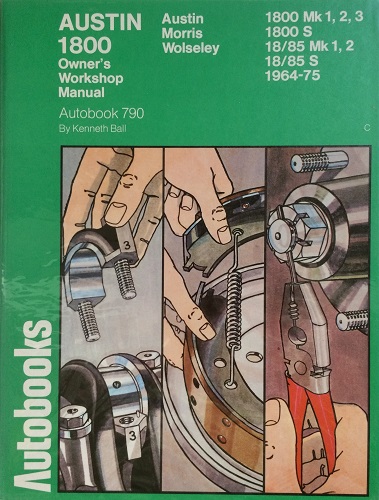 AUSTIN
1800
Owner's
Workshop
Manual
Autobook 790
By Kenneth Ball
Austin 1800 Mk 1, 2, 3
Morris 1800 S
Wolseley 18/85 Mk 1, 2
18/85 S
1964-75
C
3
3
Autobooks